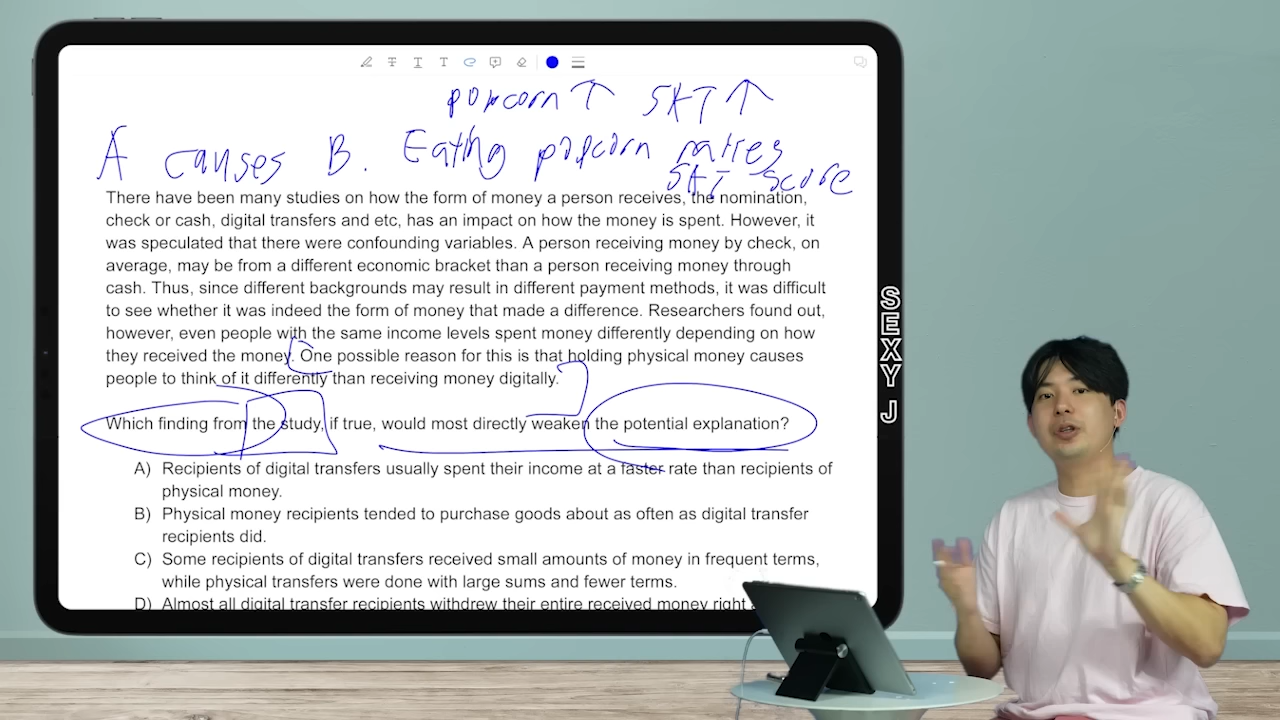 popcorn ↑ SAT ↑
A causes B. Eating popcorn raises
SAT score
There have been many studies on how the form of money a person receives, the nomination,
check or cash, digital transfers and etc, has an impact on how the money is spent. However, it
was speculated that there were confounding variables. A person receiving money by check, on
average, may be from a different economic bracket than a person receiving money through
cash. Thus, since different backgrounds may result in different payment methods, it was difficult
to see whether it was indeed the form of money that made a difference. Researchers found out,
however, even people with the same income levels spent money differently depending on how
they received the money. One possible reason for this is that holding physical money causes
people to think of it differently than receiving money digitally.
Which finding from the study, if true, would most directly weaken the potential explanation?
A) Recipients of digital transfers usually spent their income at a faster rate than recipients of
physical money.
B) Physical money recipients tended to purchase goods about as often as digital transfer
recipients did.
C) Some recipients of digital transfers received small amounts of money in frequent terms,
while physical transfers were done with large sums and fewer terms.
D) Almost all digital transfer recipients withdrew their entire received money right
SEXY J